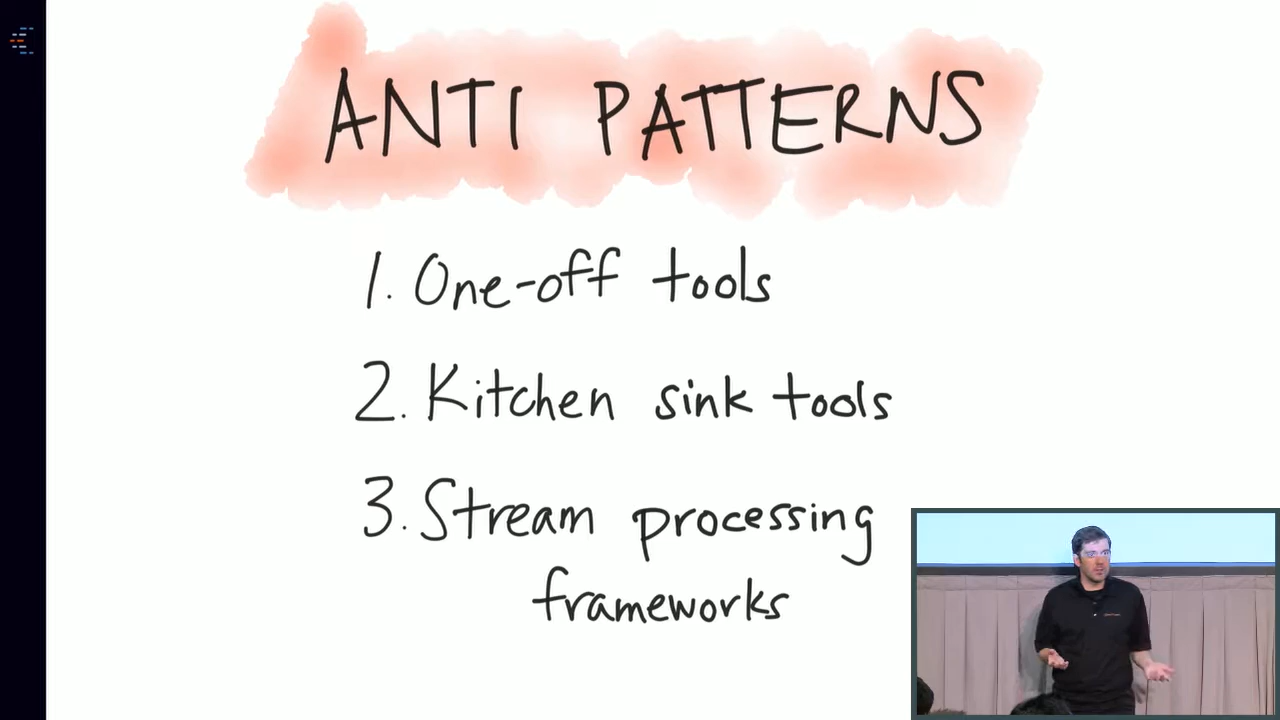 ANTI PATTERNS
1. One-off tools
2. Kitchen sink tools
3. Stream processing
frameworks